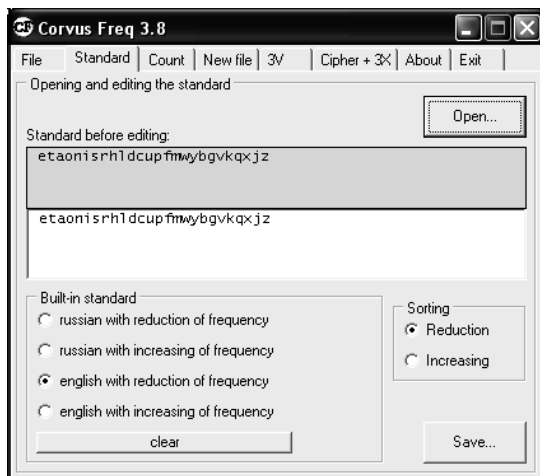 CF Corvus Freq 3.8
File Standard Count New file 3V Cipher + 3X About Exit
Opening and editing the standard
Open...
Standard before editing:
etaonisrhldcupfmwybgvkqxjz
etaonisrhldcupfmwybgvkqxjz
Built-in standard
russian with reduction of frequency
russian with increasing of frequency
english with reduction of frequency
english with increasing of frequency
clear
Sorting
Reduction
Increasing
Save...